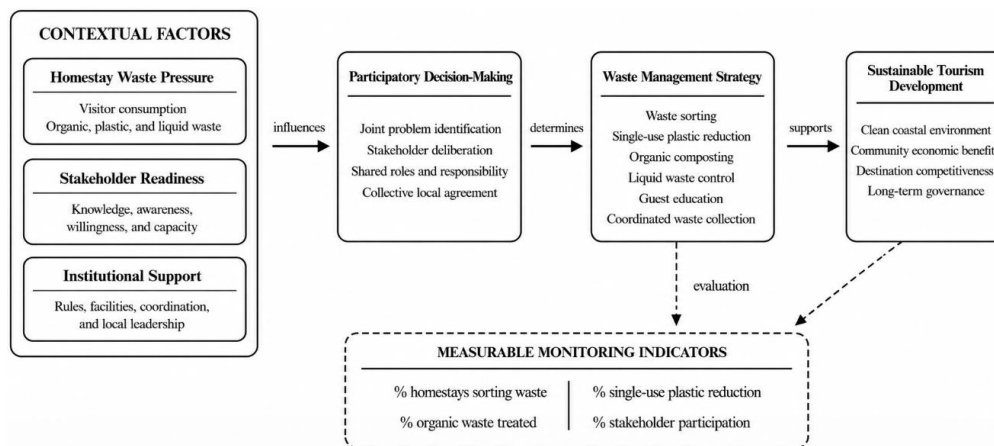 CONTEXTUAL FACTORS
Homestay Waste Pressure
Visitor consumption
Organic, plastic, and liquid waste
Stakeholder Readiness
Knowledge, awareness,
willingness, and capacity
Institutional Support
Rules, facilities, coordination,
and local leadership
influences
Participatory Decision-Making
Joint problem identification
Stakeholder deliberation
Shared roles and responsibility
Collective local agreement
determines
Waste Management Strategy
Waste sorting
Single-use plastic reduction
Organic composting
Liquid waste control
Guest education
Coordinated waste collection
supports
Sustainable Tourism
Development
Clean coastal environment
Community economic benefit
Destination competitiveness
Long-term governance
evaluation
MEASURABLE MONITORING INDICATORS
% homestays sorting waste
% single-use plastic reduction
% organic waste treated
% stakeholder participation